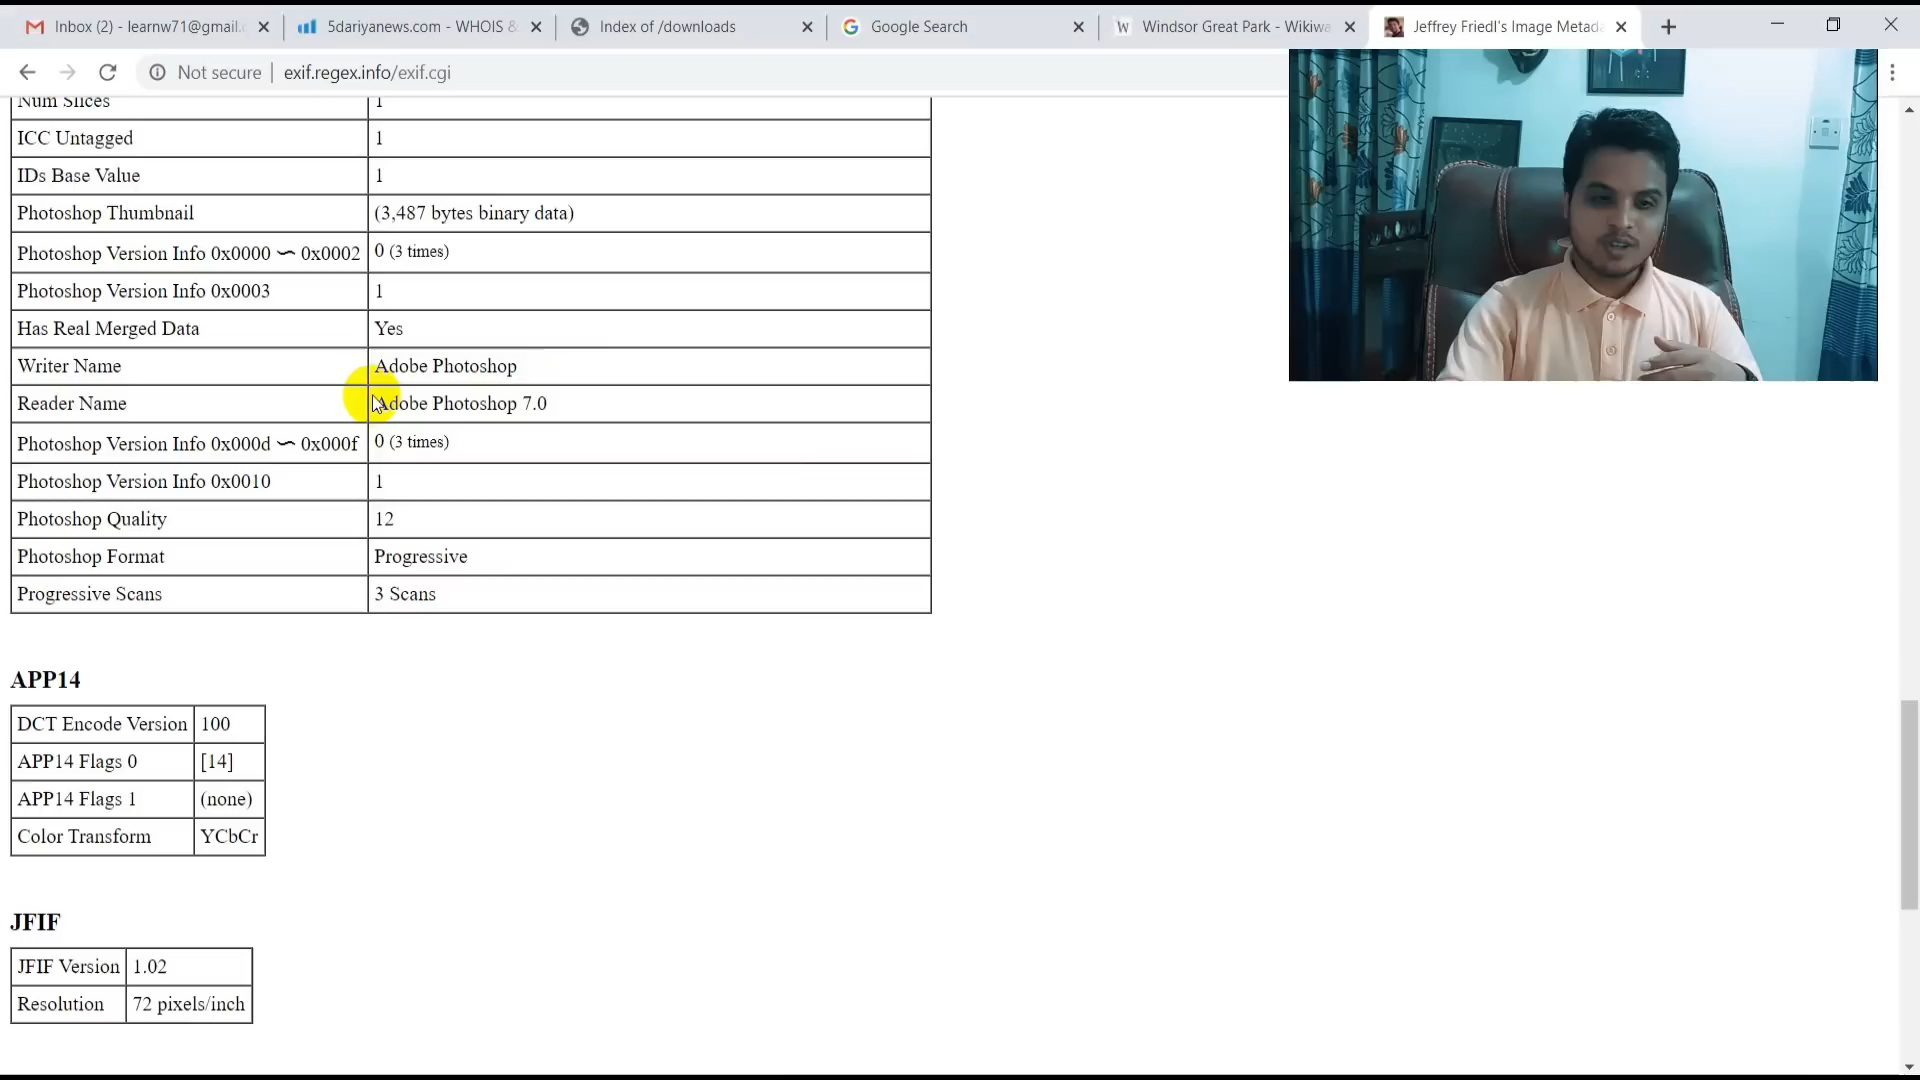 Inbox (2) - learnw71@gmail. 5dariyanews.com - WHOIS & Index of /downloads Google Search Windsor Great Park - Wikiwa Jeffrey Friedl's Image Metada
Not secure exif.regex.info/exif.cgi
Num Slices 1
ICC Untagged 1
IDs Base Value 1
Photoshop Thumbnail (3,487 bytes binary data)
Photoshop Version Info 0x0000 ⁓ 0x0002 0 (3 times)
Photoshop Version Info 0x0003 1
Has Real Merged Data Yes
Writer Name Adobe Photoshop
Reader Name Adobe Photoshop 7.0
Photoshop Version Info 0x000d ⁓ 0x000f 0 (3 times)
Photoshop Version Info 0x0010 1
Photoshop Quality 12
Photoshop Format Progressive
Progressive Scans 3 Scans
APP14
DCT Encode Version 100
APP14 Flags 0 [14]
APP14 Flags 1 (none)
Color Transform YCbCr
JFIF
JFIF Version 1.02
Resolution 72 pixels/inch